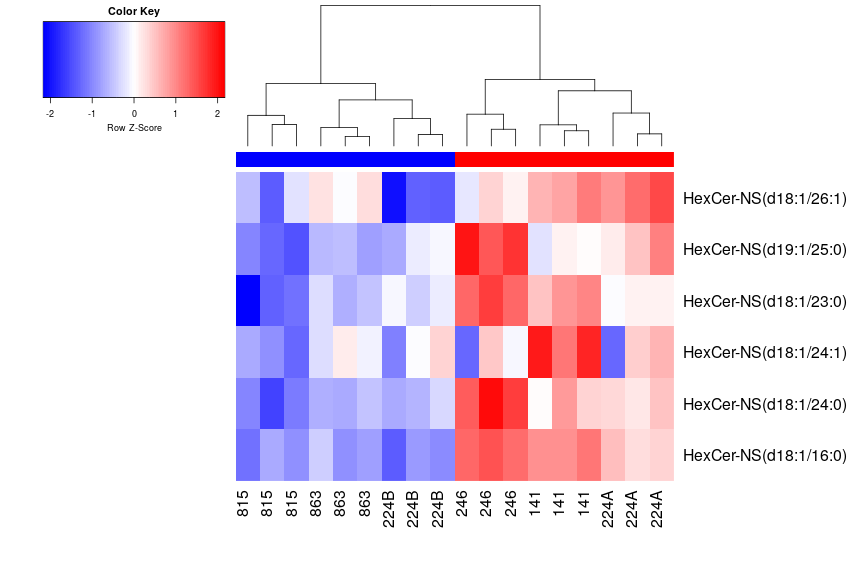 Color Key
-2 -1 0 1 2
Row Z-Score
HexCer-NS(d18:1/26:1)
HexCer-NS(d19:1/25:0)
HexCer-NS(d18:1/23:0)
HexCer-NS(d18:1/24:1)
HexCer-NS(d18:1/24:0)
HexCer-NS(d18:1/16:0)
815 815 815 863 863 863 224B 224B 224B 246 246 246 141 141 141 224A 224A 224A